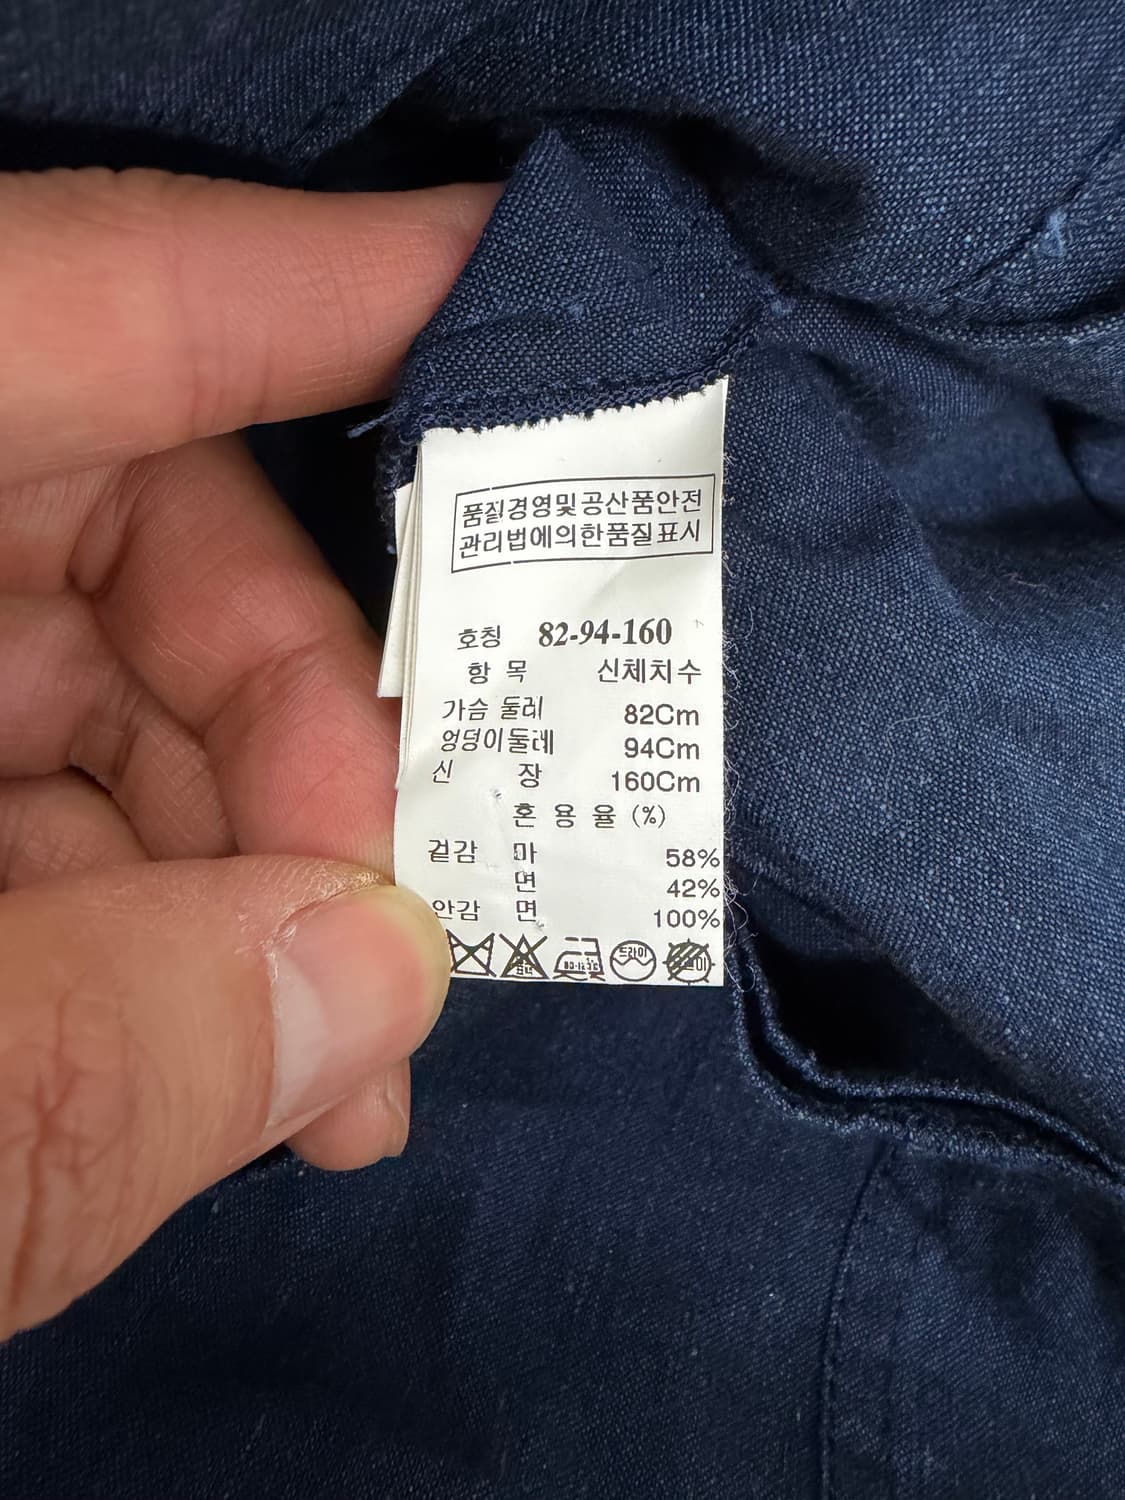 품질경영및공산품안전
관리법에의한품질표시
호칭 82-94-160
항 목 신체치수
가슴 둘레 82Cm
엉덩이둘레 94Cm
신 장 160Cm
혼 용 율 (%)
겉감 마 58%
면 42%
안감 면 100%
드라이